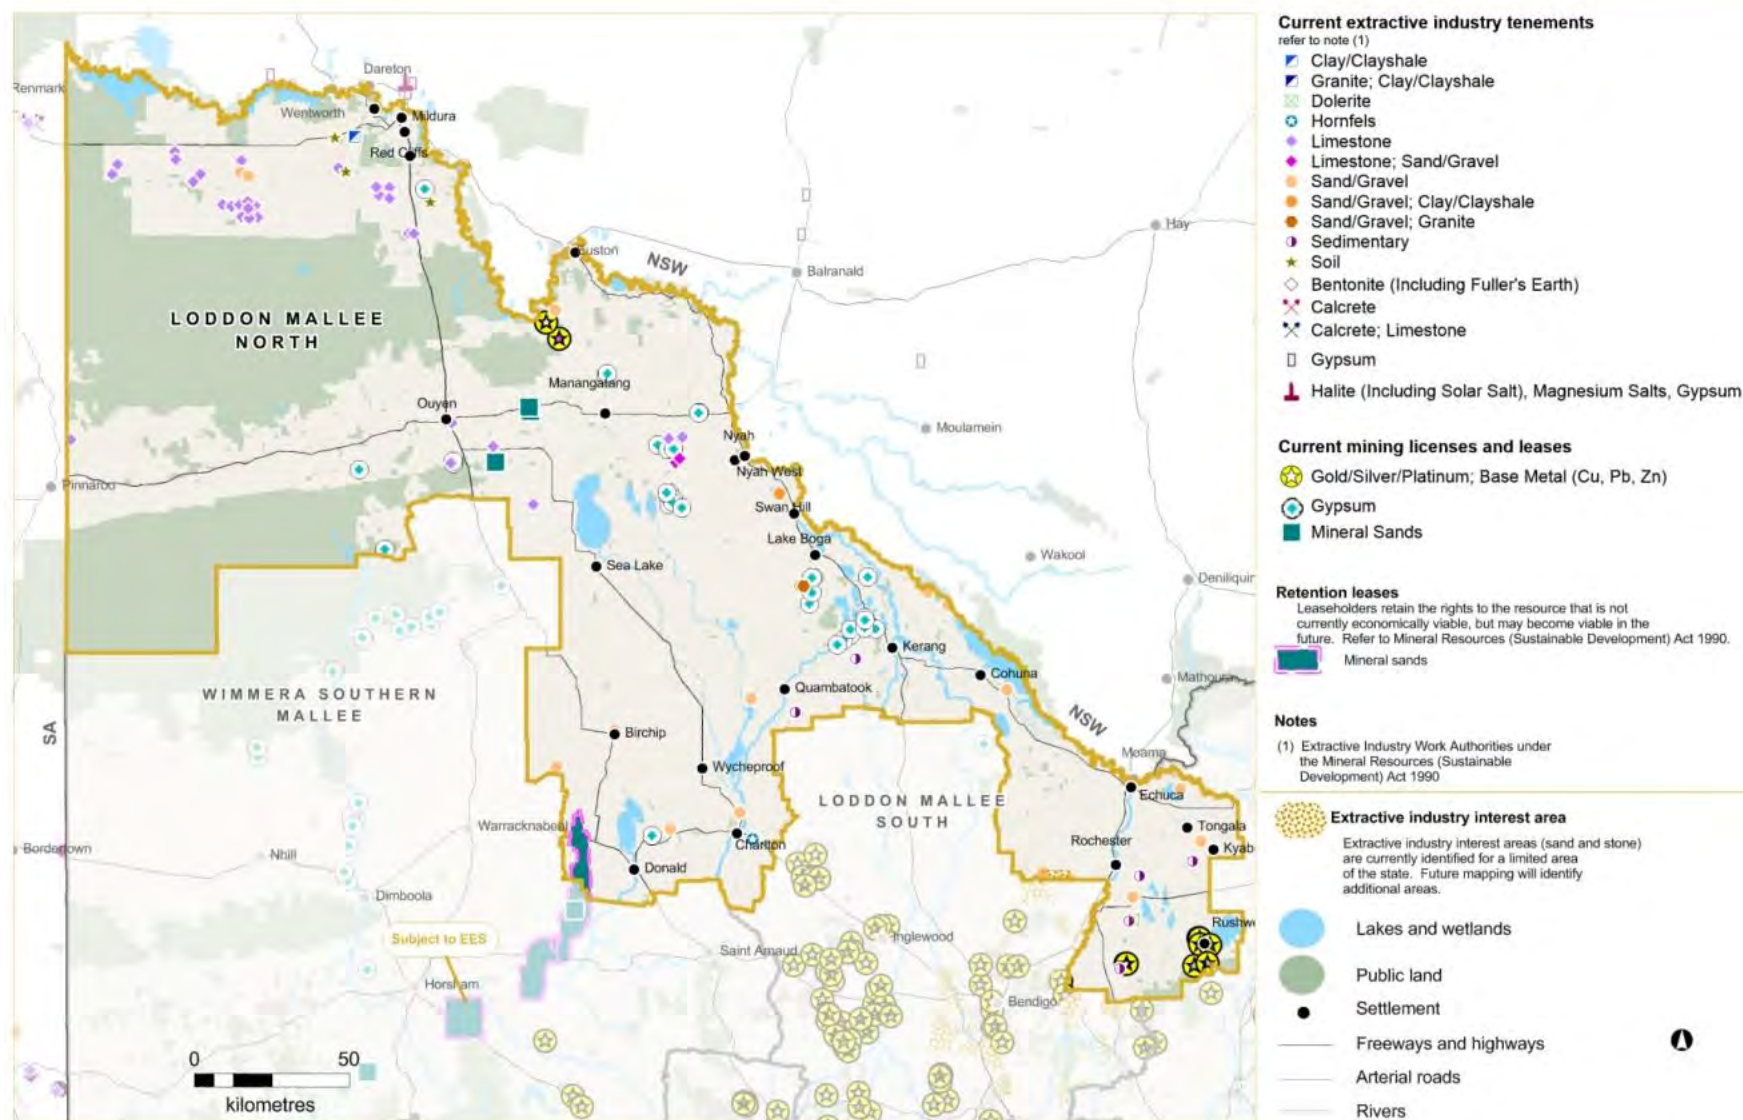 Renmark
Dareton
Wentworth
Mildura
Red Cliffs
Euston
NSW
Hay
Balranald
LODDON MALLEE
NORTH
Manangatang
Ouyen
Moulamein
Nyah
Nyah West
Pinnaroo
Swan Hill
Lake Boga
Wakool
Sea Lake
Deniliquin
Kerang
Cohuna
Mathoura
WIMMERA SOUTHERN
MALLEE
Quambatook
SA
NSW
Birchip
Moama
Wycheproof
Echuca
LODDON MALLEE
SOUTH
Warracknabeal
Tongala
Charlton
Rochester
Kyab
Bordertown
Nhill
Donald
Dimboola
Rushw
Subject to EES
Saint Arnaud
Inglewood
Horsham
Bendigo
0 50
kilometres
Current extractive industry tenements
refer to note (1)
Clay/Clayshale
Granite; Clay/Clayshale
Dolerite
Hornfels
Limestone
Limestone; Sand/Gravel
Sand/Gravel
Sand/Gravel; Clay/Clayshale
Sand/Gravel; Granite
Sedimentary
Soil
Bentonite (Including Fuller's Earth)
Calcrete
Calcrete; Limestone
Gypsum
Halite (Including Solar Salt), Magnesium Salts, Gypsum
Current mining licenses and leases
Gold/Silver/Platinum; Base Metal (Cu, Pb, Zn)
Gypsum
Mineral Sands
Retention leases
Leaseholders retain the rights to the resource that is not
currently economically viable, but may become viable in the
future. Refer to Mineral Resources (Sustainable Development) Act 1990.
Mineral sands
Notes
(1) Extractive Industry Work Authorities under
the Mineral Resources (Sustainable
Development) Act 1990
Extractive industry interest area
Extractive industry interest areas (sand and stone)
are currently identified for a limited area
of the state. Future mapping will identify
additional areas.
Lakes and wetlands
Public land
Settlement
Freeways and highways
Arterial roads
Rivers